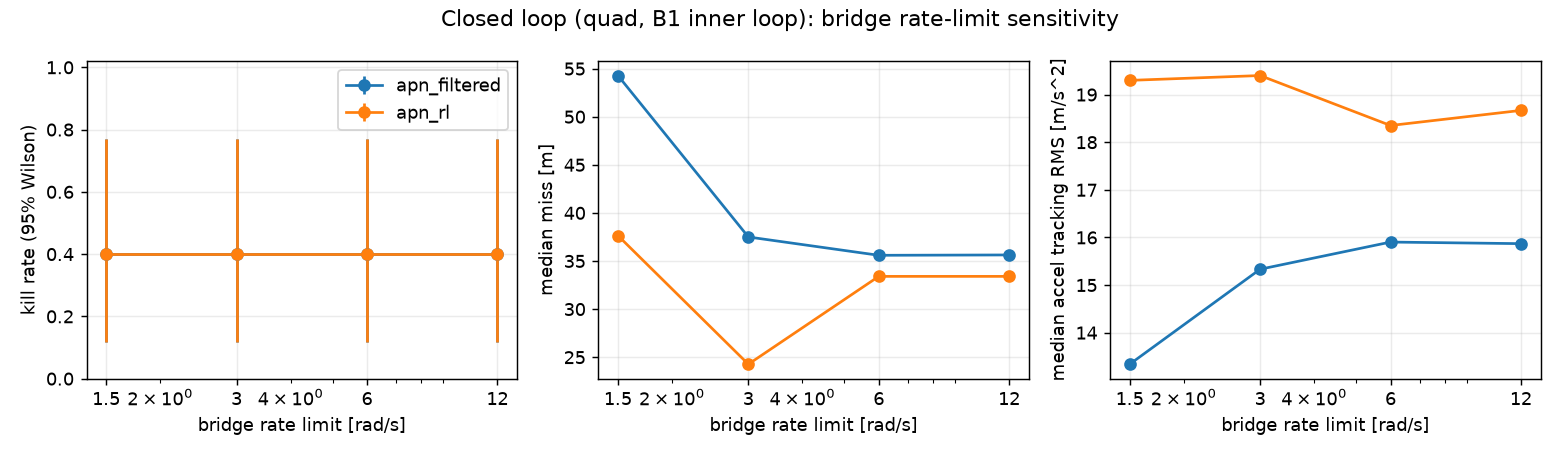 Closed loop (quad, B1 inner loop): bridge rate-limit sensitivity
kill rate (95% Wilson)
1.0
0.8
0.6
0.4
0.2
0.0
apn_filtered
apn_rl
1.5 2 × 10⁰ 3 4 × 10⁰ 6 12
bridge rate limit [rad/s]
median miss [m]
55
50
45
40
35
30
25
1.5 2 × 10⁰ 3 4 × 10⁰ 6 12
bridge rate limit [rad/s]
median accel tracking RMS [m/s^2]
19
18
17
16
15
14
1.5 2 × 10⁰ 3 4 × 10⁰ 6 12
bridge rate limit [rad/s]